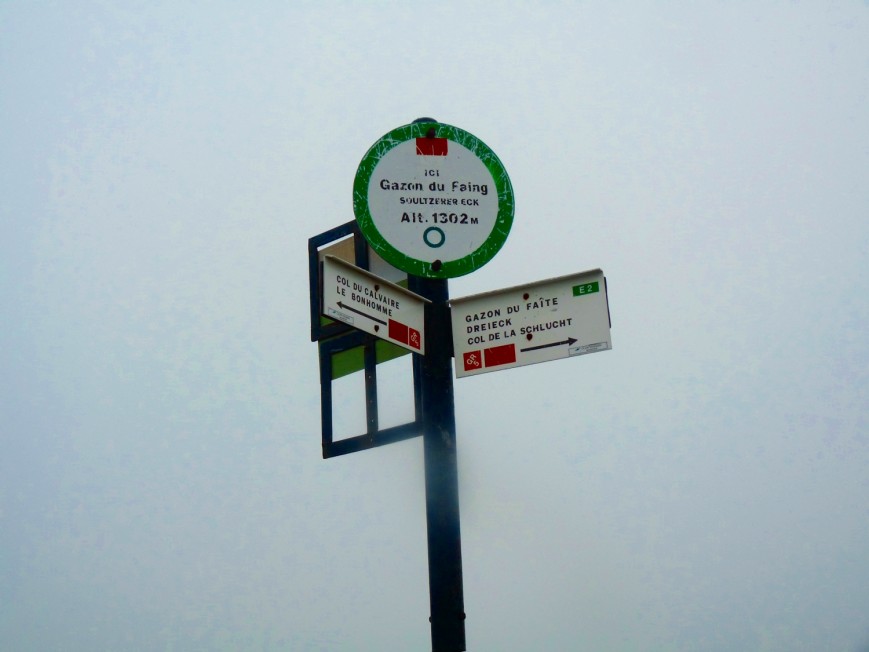 ICI
Gazon du Faing
SOULTZERER ECK
Alt. 1302 M
COL DU CALVAIRE
LE BONHOMME
E 2
GAZON DU FAÎTE
DREIECK
COL DE LA SCHLUCHT